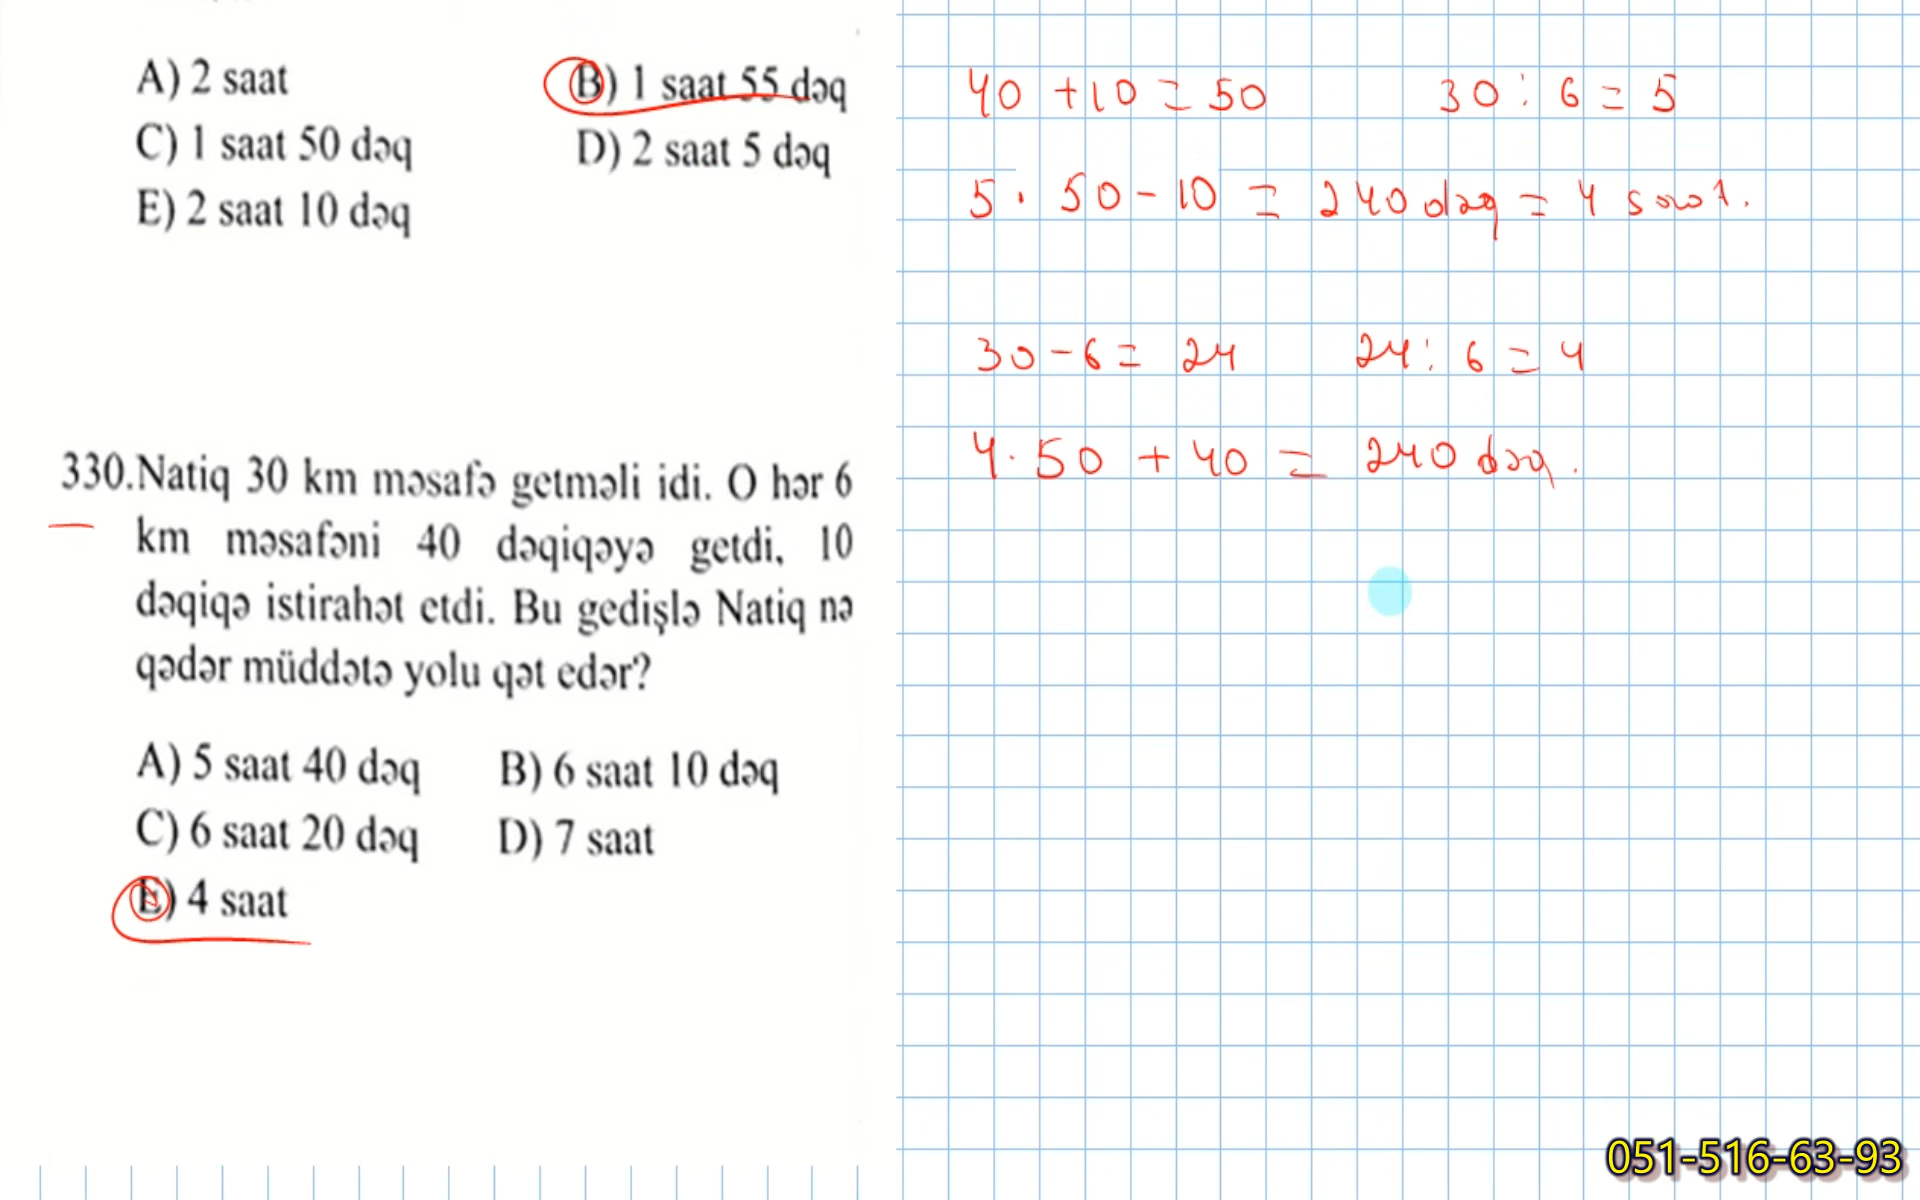 A) 2 saat
B) 1 saat 55 dəq
C) 1 saat 50 dəq
D) 2 saat 5 dəq
E) 2 saat 10 dəq
330.Natiq 30 km məsafə getməli idi. O hər 6
km məsafəni 40 dəqiqəyə getdi, 10
dəqiqə istirahət etdi. Bu gedişlə Natiq nə
qədər müddətə yolu qət edər?
A) 5 saat 40 dəq
B) 6 saat 10 dəq
C) 6 saat 20 dəq
D) 7 saat
E) 4 saat
40 + 10 = 50
30 : 6 = 5
5 · 50 - 10 = 240 dəq = 4 saat.
30 - 6 = 24
24 : 6 = 4
4 · 50 + 40 = 240 dəq.
051-516-63-93